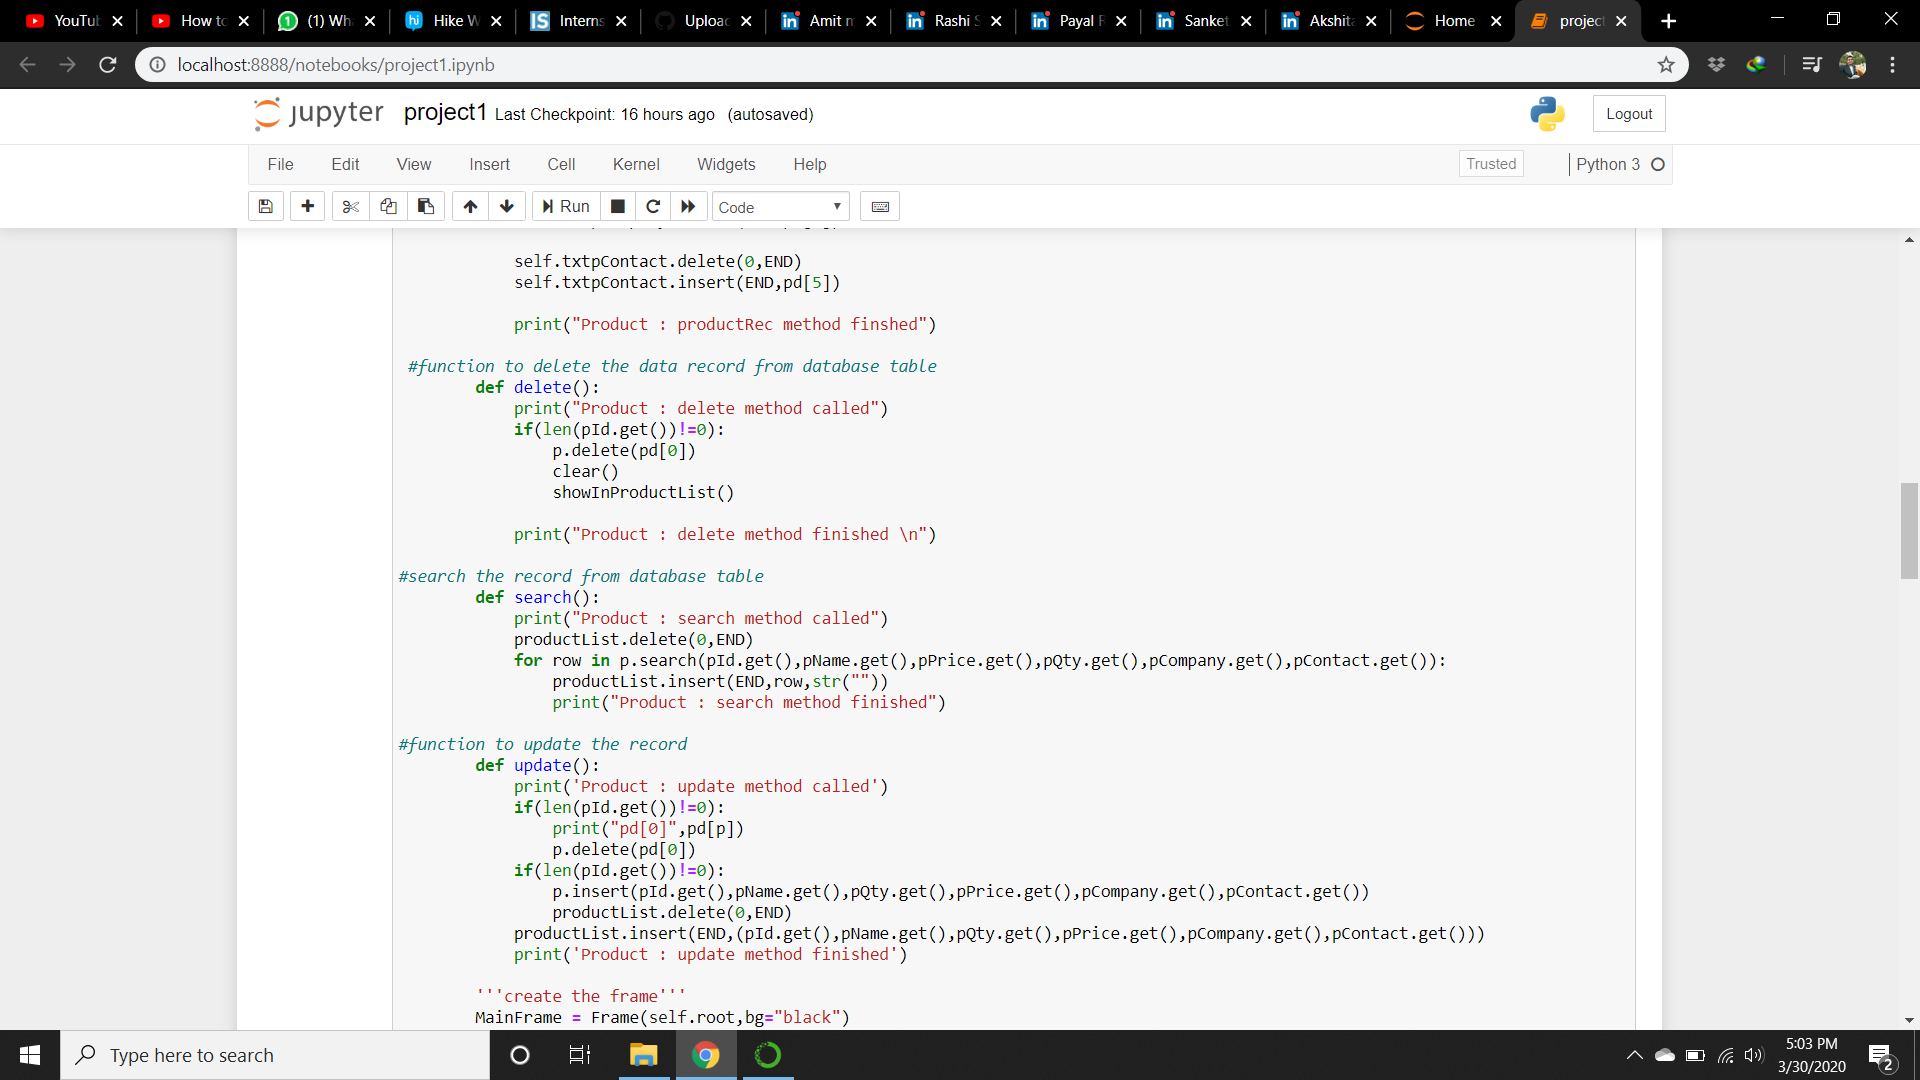 YouTub
How to
(1) Wh
Hike W
Interns
Uploac
Amit m
Rashi S
Payal F
Sanket
Akshita
Home
projec
localhost:8888/notebooks/project1.ipynb
jupyter project1 Last Checkpoint: 16 hours ago (autosaved)
Logout
File Edit View Insert Cell Kernel Widgets Help
Trusted
Python 3
Run
Code
self.txtpContact.delete(0,END)
self.txtpContact.insert(END,pd[5])
print("Product : productRec method finshed")
#function to delete the data record from database table
def delete():
print("Product : delete method called")
if(len(pId.get())!=0):
p.delete(pd[0])
clear()
showInProductList()
print("Product : delete method finished \n")
#search the record from database table
def search():
print("Product : search method called")
productList.delete(0,END)
for row in p.search(pId.get(),pName.get(),pPrice.get(),pQty.get(),pCompany.get(),pContact.get()):
productList.insert(END,row,str(""))
print("Product : search method finished")
#function to update the record
def update():
print('Product : update method called')
if(len(pId.get())!=0):
print("pd[0]",pd[p])
p.delete(pd[0])
if(len(pId.get())!=0):
p.insert(pId.get(),pName.get(),pQty.get(),pPrice.get(),pCompany.get(),pContact.get())
productList.delete(0,END)
productList.insert(END,(pId.get(),pName.get(),pQty.get(),pPrice.get(),pCompany.get(),pContact.get()))
print('Product : update method finished')
'''create the frame'''
MainFrame = Frame(self.root,bg="black")
Type here to search
5:03 PM
3/30/2020
2